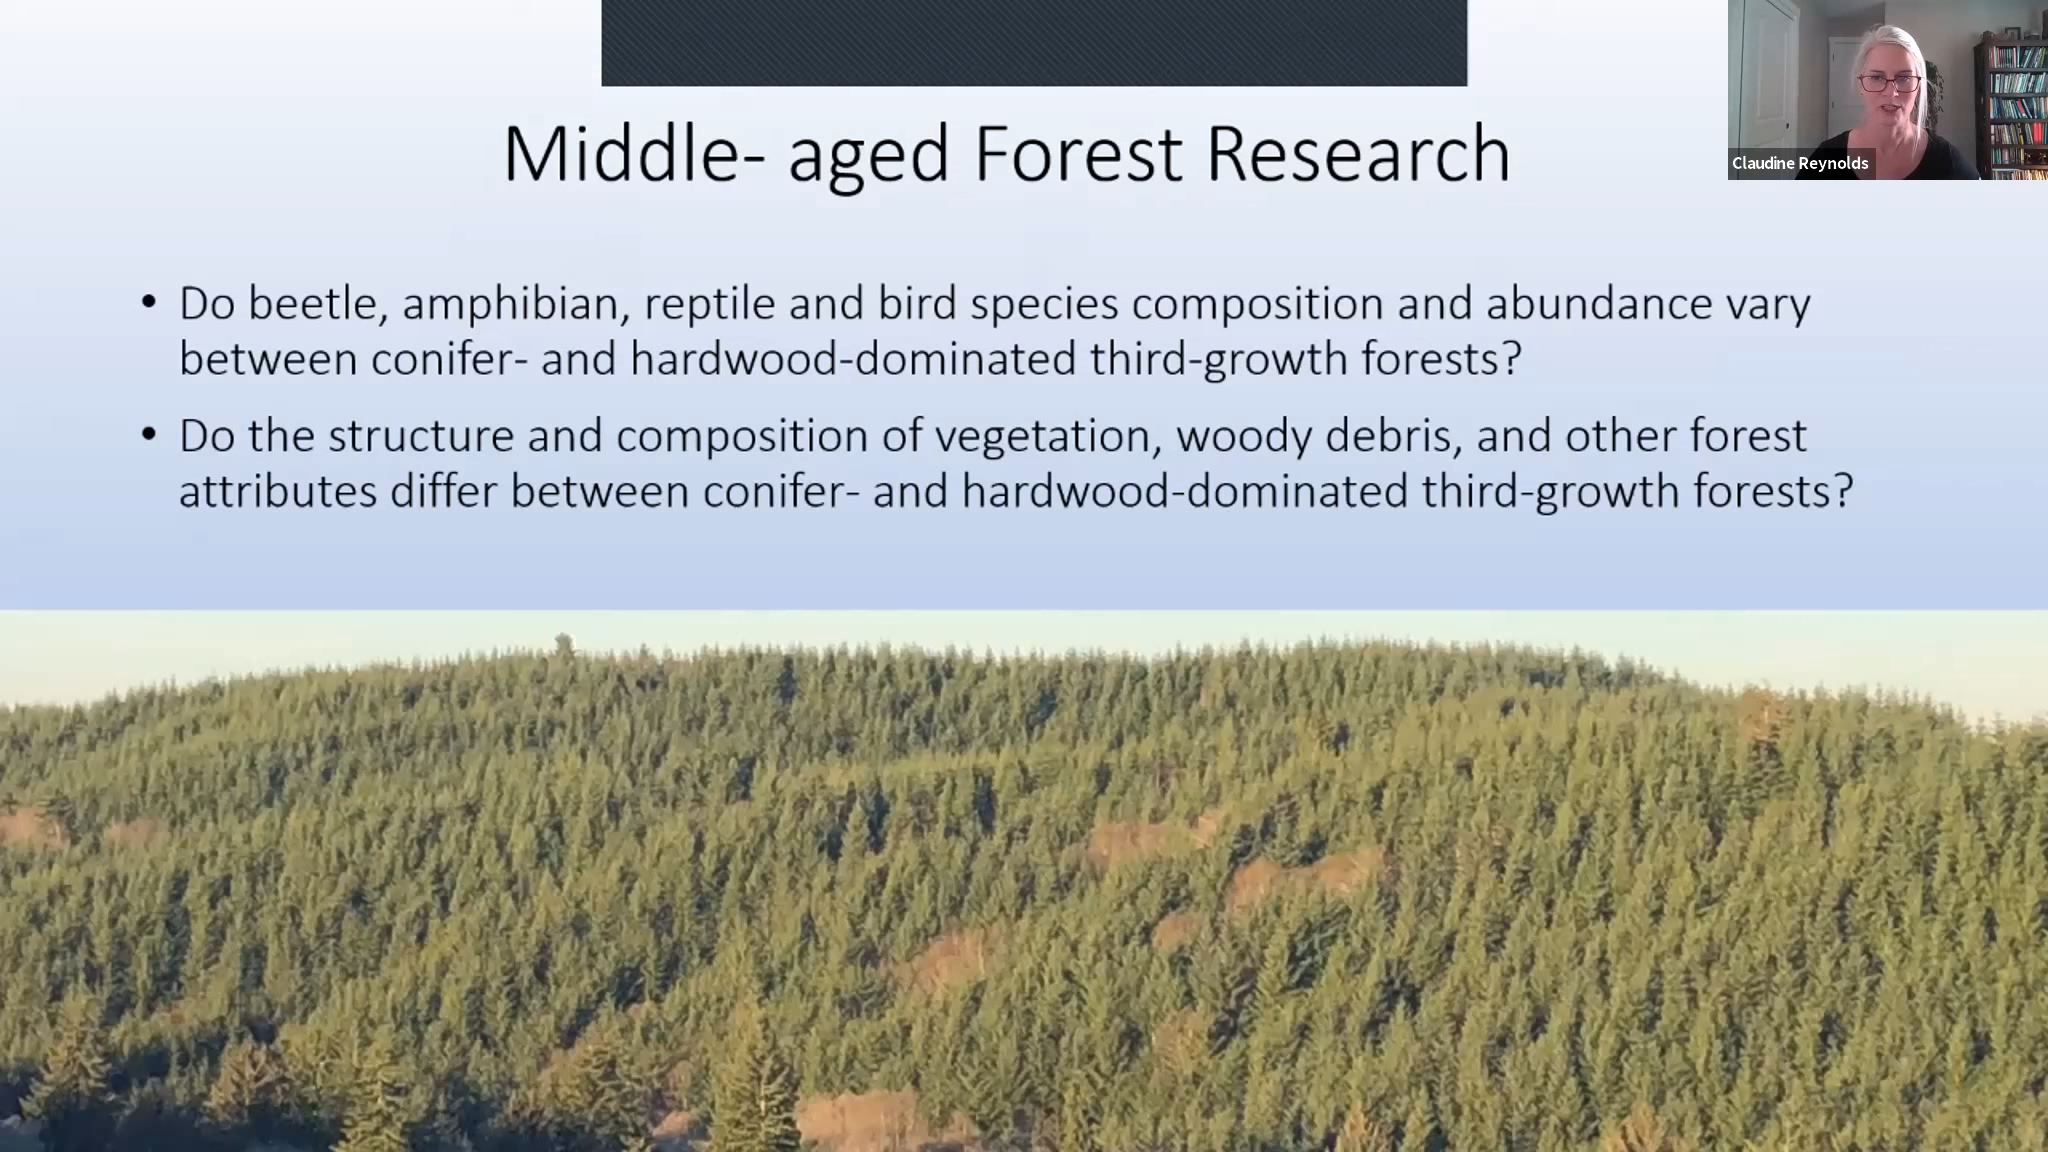 Middle- aged Forest Research
Claudine Reynolds
• Do beetle, amphibian, reptile and bird species composition and abundance vary
between conifer- and hardwood-dominated third-growth forests?
• Do the structure and composition of vegetation, woody debris, and other forest
attributes differ between conifer- and hardwood-dominated third-growth forests?